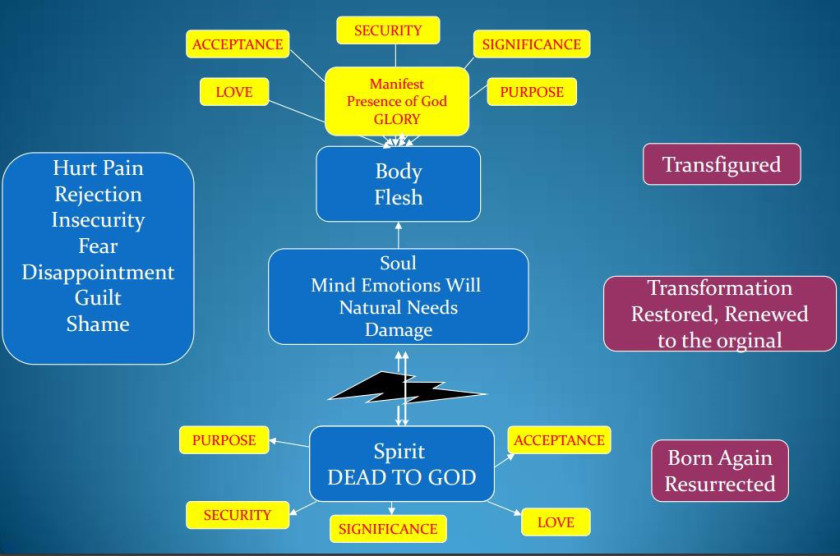 SECURITY
ACCEPTANCE
SIGNIFICANCE
LOVE
Manifest
Presence of God
GLORY
PURPOSE
Body
Flesh
Transfigured
Hurt Pain
Rejection
Insecurity
Fear
Disappointment
Guilt
Shame
Soul
Mind Emotions Will
Natural Needs
Damage
Transformation
Restored, Renewed
to the orginal
PURPOSE
Spirit
DEAD TO GOD
ACCEPTANCE
Born Again
Resurrected
SECURITY
SIGNIFICANCE
LOVE